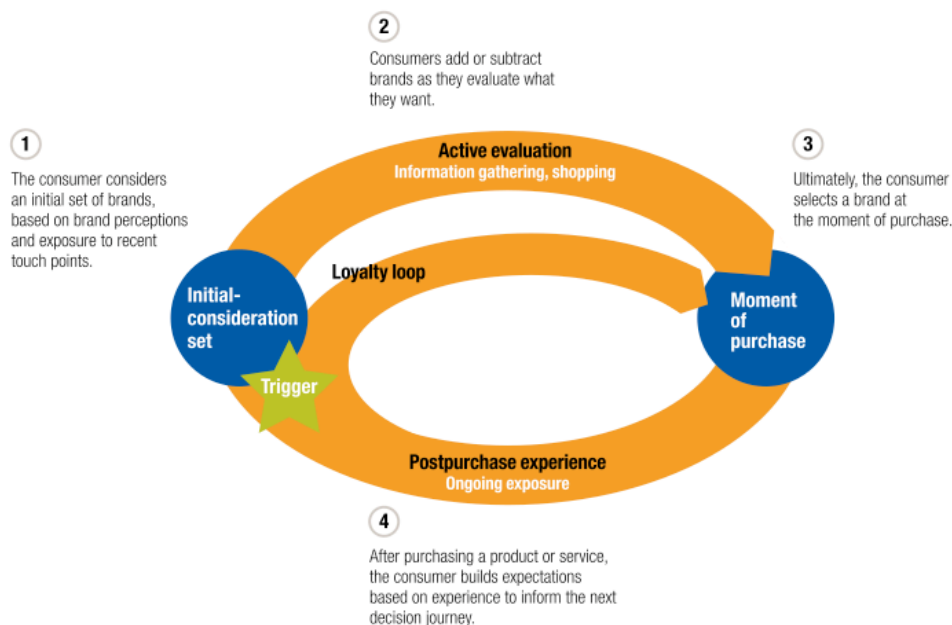 1
The consumer considers
an initial set of brands,
based on brand perceptions
and exposure to recent
touch points.
2
Consumers add or subtract
brands as they evaluate what
they want.
3
Ultimately, the consumer
selects a brand at
the moment of purchase.
Active evaluation
Information gathering, shopping
Loyalty loop
Initial-
consideration
set
Trigger
Moment
of
purchase
Postpurchase experience
Ongoing exposure
4
After purchasing a product or service,
the consumer builds expectations
based on experience to inform the next
decision journey.